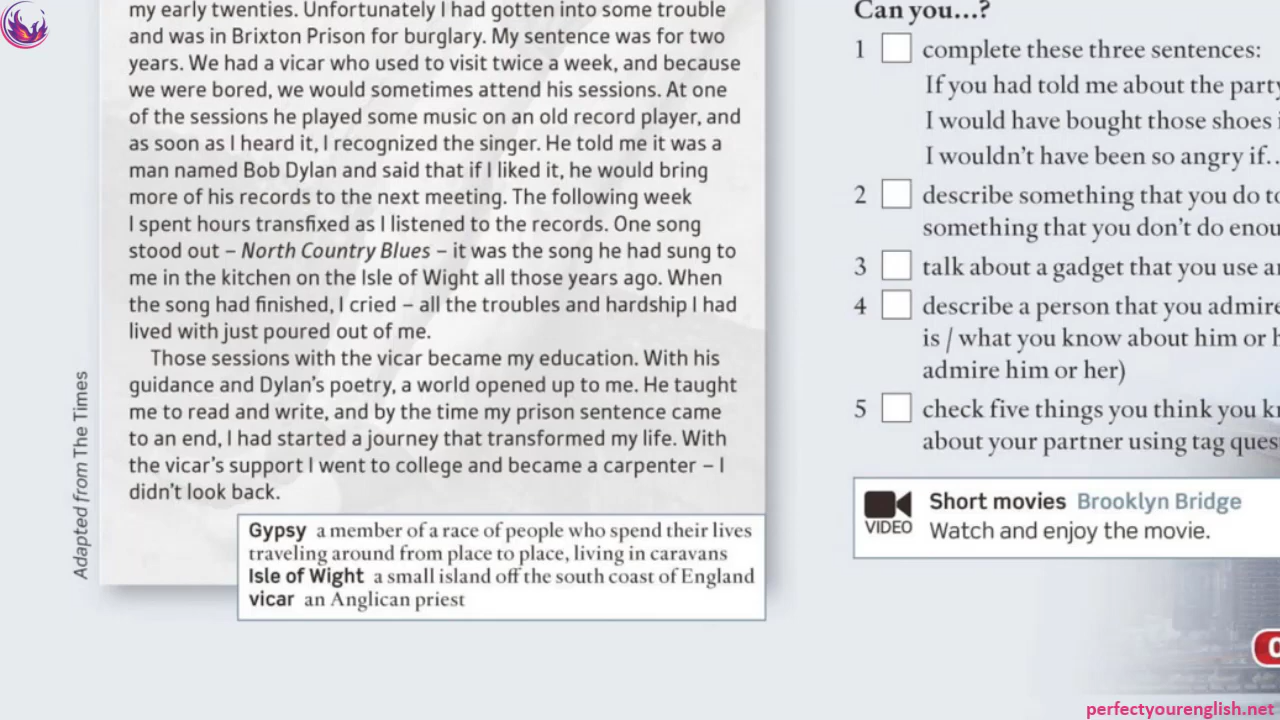 my early twenties. Unfortunately I had gotten into some trouble
and was in Brixton Prison for burglary. My sentence was for two
years. We had a vicar who used to visit twice a week, and because
we were bored, we would sometimes attend his sessions. At one
of the sessions he played some music on an old record player, and
as soon as I heard it, I recognized the singer. He told me it was a
man named Bob Dylan and said that if I liked it, he would bring
more of his records to the next meeting. The following week
I spent hours transfixed as I listened to the records. One song
stood out – North Country Blues – it was the song he had sung to
me in the kitchen on the Isle of Wight all those years ago. When
the song had finished, I cried – all the troubles and hardship I had
lived with just poured out of me.
Those sessions with the vicar became my education. With his
guidance and Dylan's poetry, a world opened up to me. He taught
me to read and write, and by the time my prison sentence came
to an end, I had started a journey that transformed my life. With
the vicar's support I went to college and became a carpenter – I
didn't look back.
Adapted from The Times
Gypsy a member of a race of people who spend their lives
traveling around from place to place, living in caravans
Isle of Wight a small island off the south coast of England
vicar an Anglican priest
Can you...?
1 complete these three sentences:
If you had told me about the party
I would have bought those shoes
I wouldn't have been so angry if..
2 describe something that you do
something that you don't do
3 talk about a gadget that you use
4 describe a person that you
is / what you know about him or
admire him or her)
5 check five things you think you
about your partner using tag
VIDEO
Short movies Brooklyn Bridge
Watch and enjoy the movie.
perfectyourenglish.net